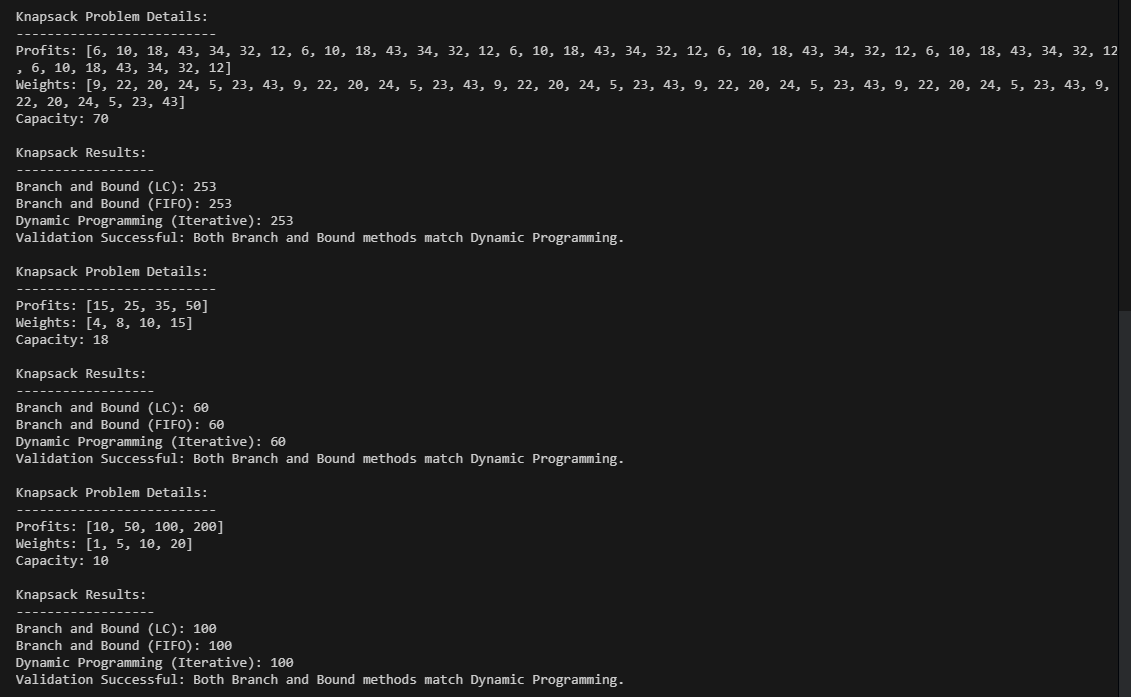 Knapsack Problem Details:
--------------------------
Profits: [6, 10, 18, 43, 34, 32, 12, 6, 10, 18, 43, 34, 32, 12, 6, 10, 18, 43, 34, 32, 12, 6, 10, 18, 43, 34, 32, 12, 6, 10, 18, 43, 34, 32, 12
, 6, 10, 18, 43, 34, 32, 12]
Weights: [9, 22, 20, 24, 5, 23, 43, 9, 22, 20, 24, 5, 23, 43, 9, 22, 20, 24, 5, 23, 43, 9, 22, 20, 24, 5, 23, 43, 9, 22, 20, 24, 5, 23, 43, 9,
22, 20, 24, 5, 23, 43]
Capacity: 70

Knapsack Results:
------------------
Branch and Bound (LC): 253
Branch and Bound (FIFO): 253
Dynamic Programming (Iterative): 253
Validation Successful: Both Branch and Bound methods match Dynamic Programming.

Knapsack Problem Details:
--------------------------
Profits: [15, 25, 35, 50]
Weights: [4, 8, 10, 15]
Capacity: 18

Knapsack Results:
------------------
Branch and Bound (LC): 60
Branch and Bound (FIFO): 60
Dynamic Programming (Iterative): 60
Validation Successful: Both Branch and Bound methods match Dynamic Programming.

Knapsack Problem Details:
--------------------------
Profits: [10, 50, 100, 200]
Weights: [1, 5, 10, 20]
Capacity: 10

Knapsack Results:
------------------
Branch and Bound (LC): 100
Branch and Bound (FIFO): 100
Dynamic Programming (Iterative): 100
Validation Successful: Both Branch and Bound methods match Dynamic Programming.